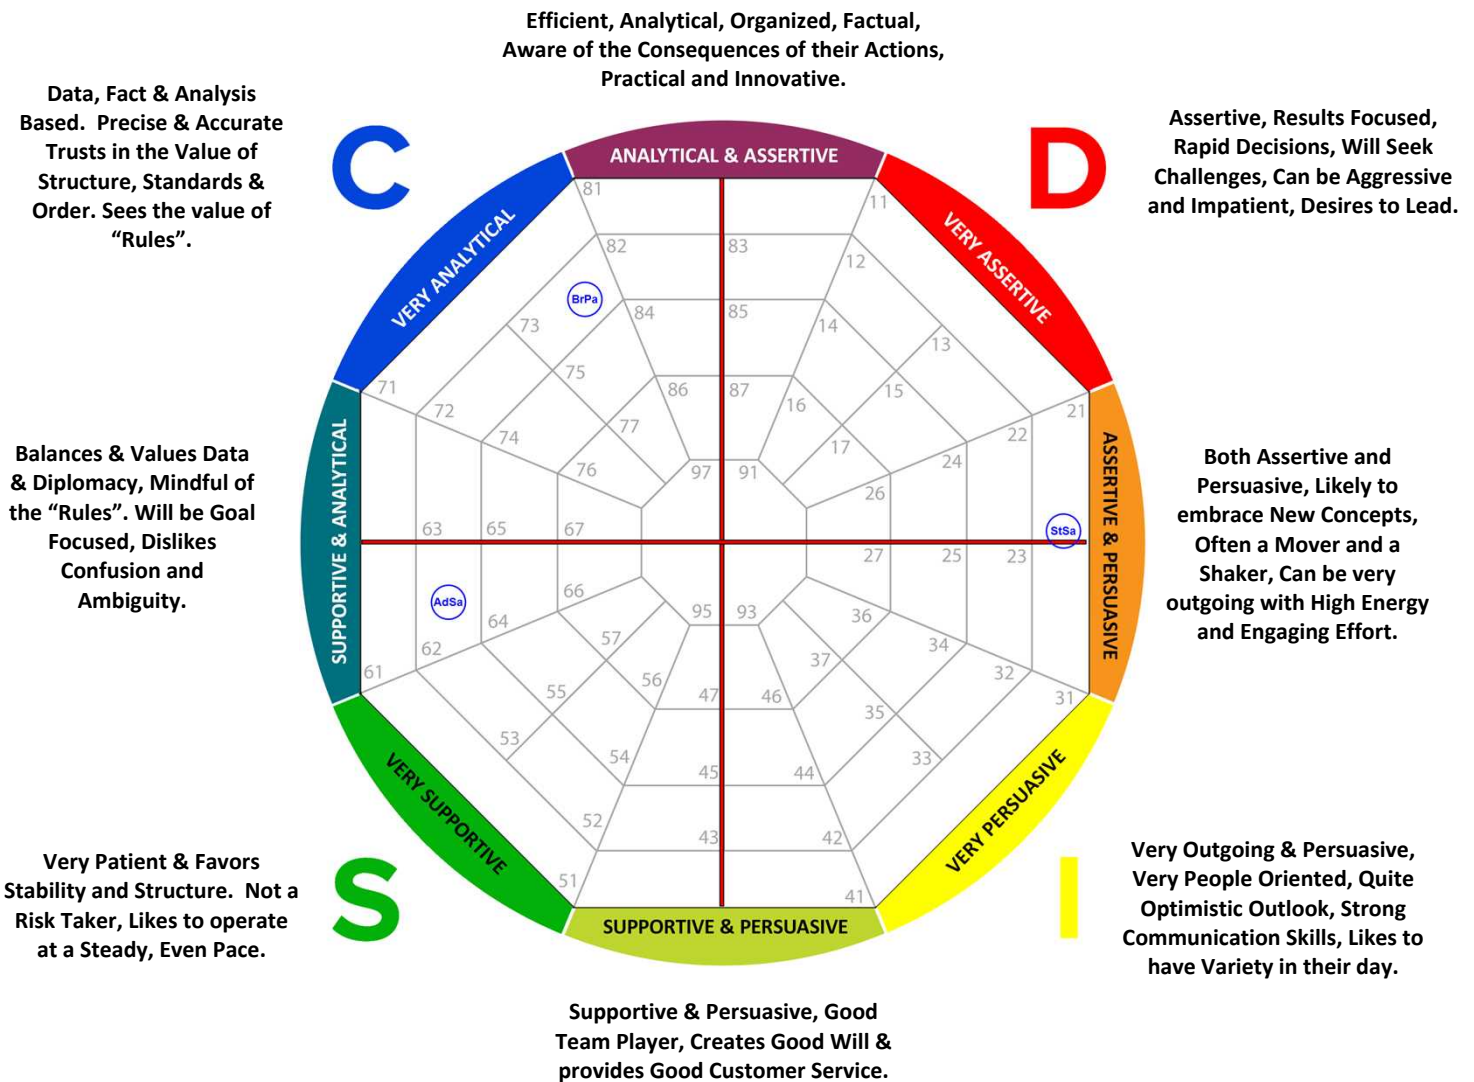 Efficient, Analytical, Organized, Factual,
Aware of the Consequences of their Actions,
Practical and Innovative.
Data, Fact & Analysis
Based.  Precise & Accurate
Trusts in the Value of
Structure, Standards &
Order. Sees the value of
“Rules”.
C
D
Assertive, Results Focused,
Rapid Decisions, Will Seek
Challenges, Can be Aggressive
and Impatient, Desires to Lead.
ANALYTICAL & ASSERTIVE
VERY ANALYTICAL
VERY ASSERTIVE
81
11
82
83
12
BrPa
84
85
14
73
13
75
86
87
15
71
16
72
21
77
22
74
17
24
76
97
91
26
Balances & Values Data
& Diplomacy, Mindful of
the “Rules”. Will be Goal
Focused, Dislikes
Confusion and
Ambiguity.
SUPPORTIVE & ANALYTICAL
ASSERTIVE & PERSUASIVE
Both Assertive and
Persuasive, Likely to
embrace New Concepts,
Often a Mover and a
Shaker, Can be very
outgoing with High Energy
and Engaging Effort.
63
65
67
StSa
27
25
23
66
AdSa
95
93
64
36
57
34
62
37
61
56
32
55
47
46
31
35
53
54
33
45
44
52
43
42
51
41
VERY SUPPORTIVE
VERY PERSUASIVE
SUPPORTIVE & PERSUASIVE
S
I
Very Patient & Favors
Stability and Structure.  Not a
Risk Taker, Likes to operate
at a Steady, Even Pace.
Very Outgoing & Persuasive,
Very People Oriented, Quite
Optimistic Outlook, Strong
Communication Skills, Likes to
have Variety in their day.
Supportive & Persuasive, Good
Team Player, Creates Good Will &
provides Good Customer Service.